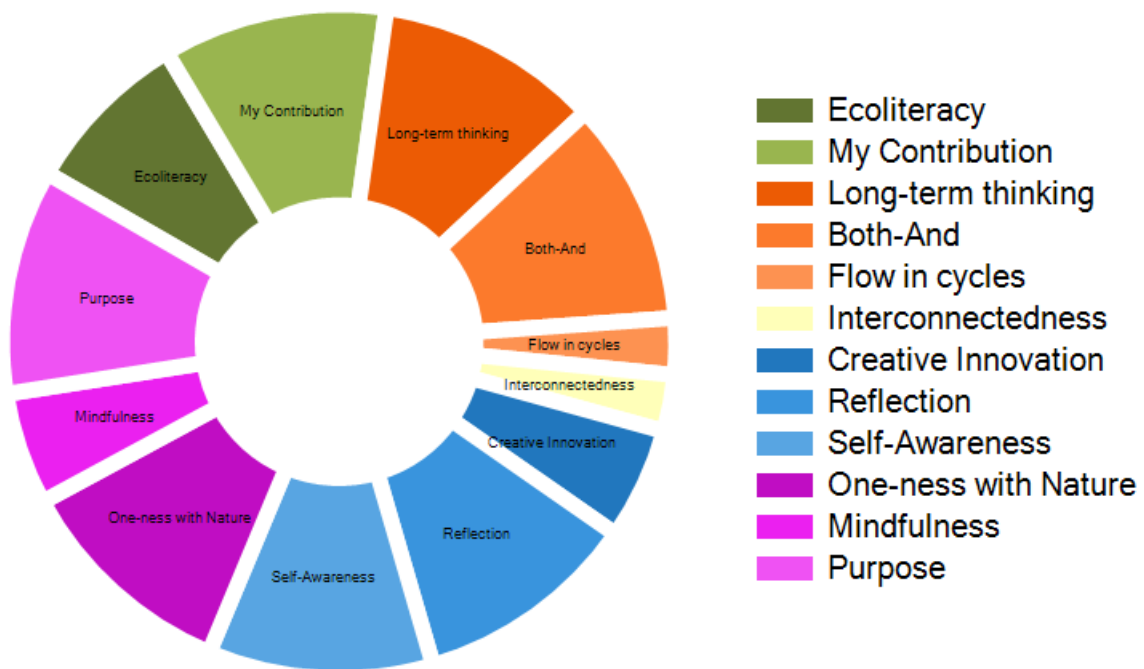 My Contribution
Long-term thinking
Ecoliteracy
Both-And
Purpose
Flow in cycles
Interconnectedness
Mindfulness
Creative Innovation
One-ness with Nature
Reflection
Self-Awareness
Ecoliteracy
My Contribution
Long-term thinking
Both-And
Flow in cycles
Interconnectedness
Creative Innovation
Reflection
Self-Awareness
One-ness with Nature
Mindfulness
Purpose